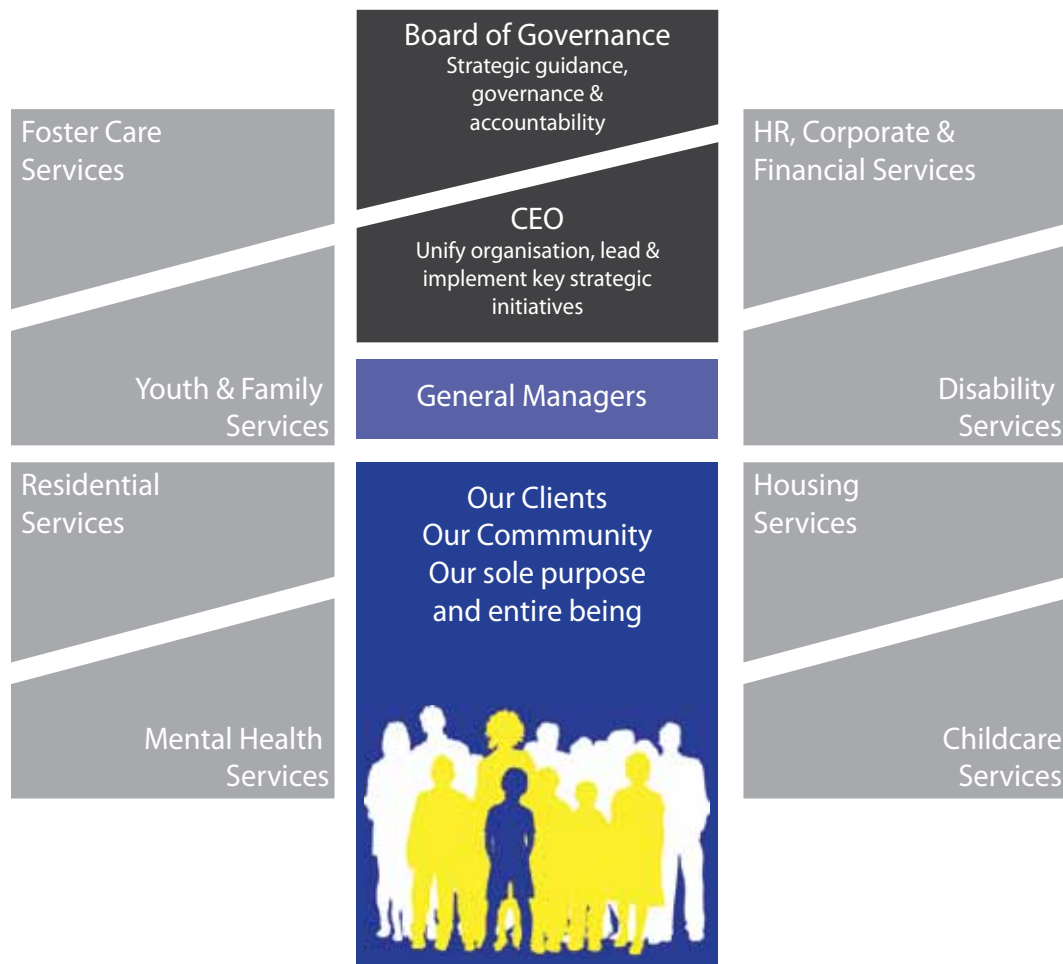 Board of Governance
Strategic guidance,
governance &
accountability
CEO
Unify organisation, lead &
implement key strategic
initiatives
General Managers
Foster Care
Services
Youth & Family
Services
HR, Corporate &
Financial Services
Disability
Services
Residential
Services
Mental Health
Services
Our Clients
Our Commmunity
Our sole purpose
and entire being
Housing
Services
Childcare
Services